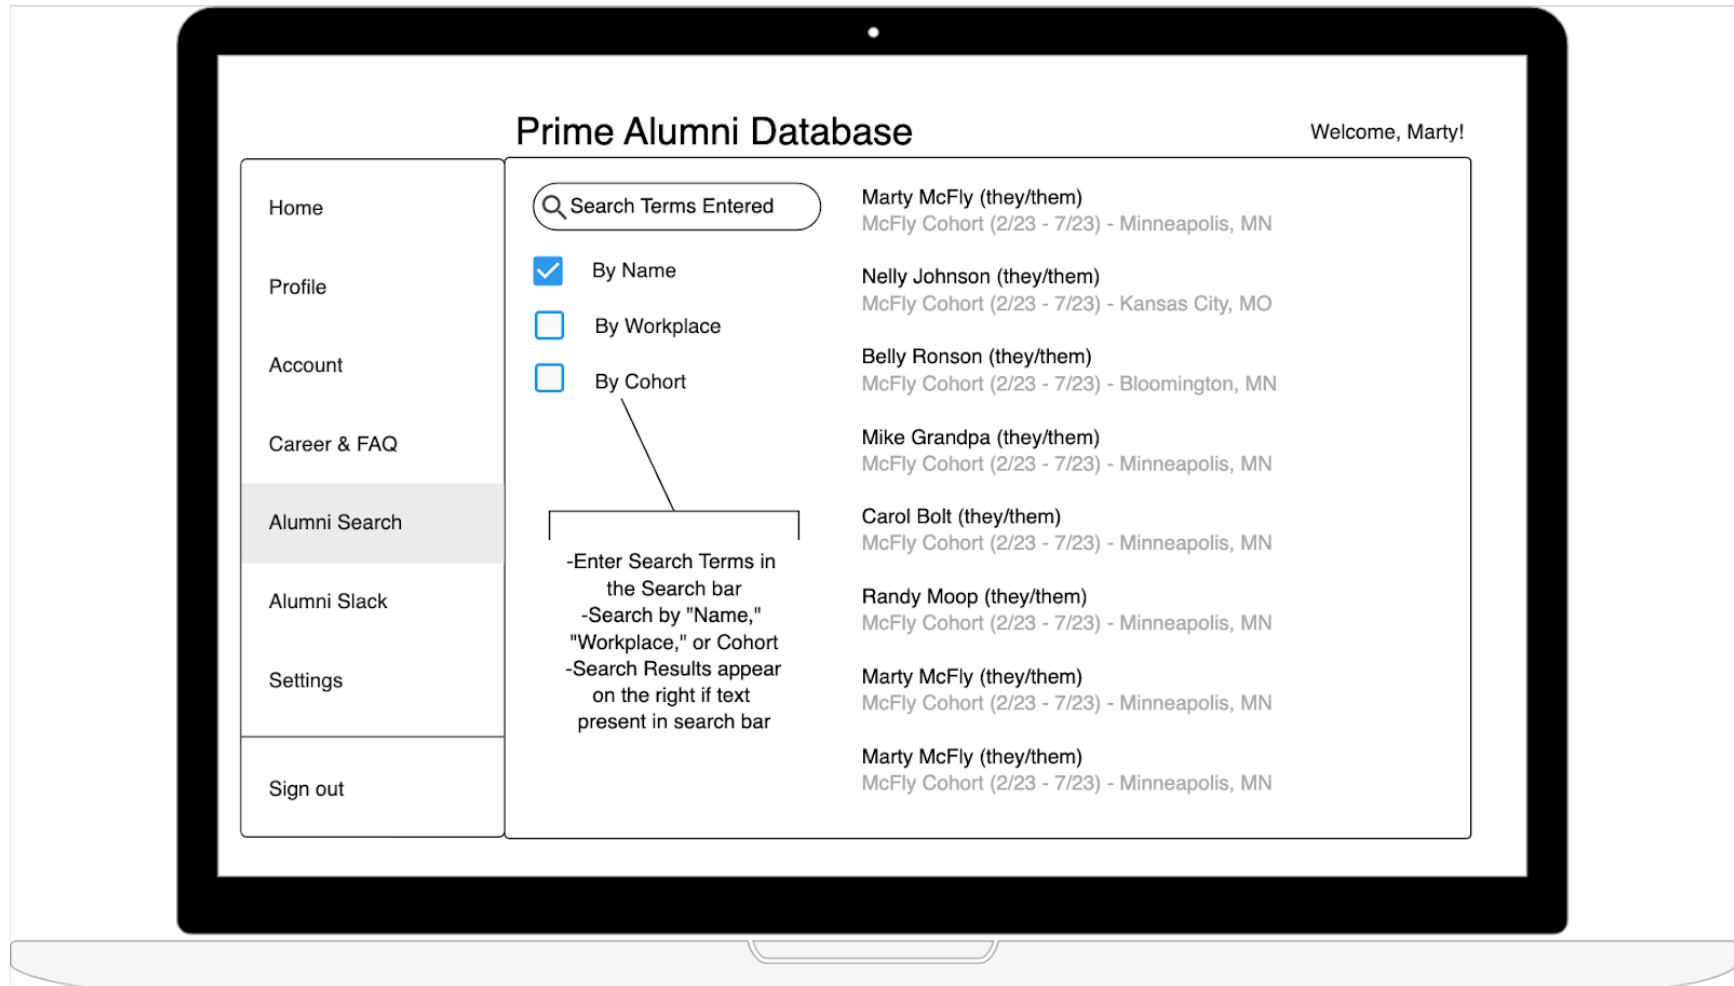 Prime Alumni Database
Welcome, Marty!
Home
Profile
Account
Career & FAQ
Alumni Search
Alumni Slack
Settings
Sign out
Search Terms Entered
By Name
By Workplace
By Cohort
-Enter Search Terms in
the Search bar
-Search by "Name,"
"Workplace," or Cohort
-Search Results appear
on the right if text
present in search bar
Marty McFly (they/them)
McFly Cohort (2/23 - 7/23) - Minneapolis, MN
Nelly Johnson (they/them)
McFly Cohort (2/23 - 7/23) - Kansas City, MO
Belly Ronson (they/them)
McFly Cohort (2/23 - 7/23) - Bloomington, MN
Mike Grandpa (they/them)
McFly Cohort (2/23 - 7/23) - Minneapolis, MN
Carol Bolt (they/them)
McFly Cohort (2/23 - 7/23) - Minneapolis, MN
Randy Moop (they/them)
McFly Cohort (2/23 - 7/23) - Minneapolis, MN
Marty McFly (they/them)
McFly Cohort (2/23 - 7/23) - Minneapolis, MN
Marty McFly (they/them)
McFly Cohort (2/23 - 7/23) - Minneapolis, MN